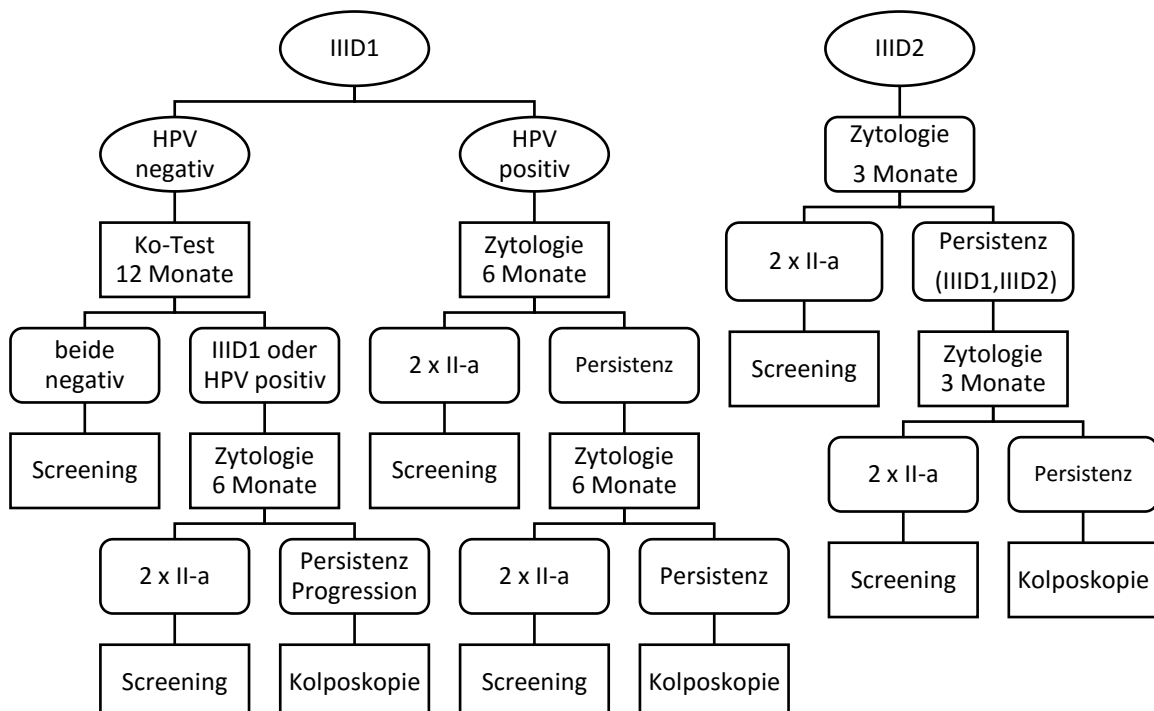 IIID1
IIID2
HPV
negativ
HPV
positiv
Zytologie
3 Monate
Ko-Test
12 Monate
Zytologie
6 Monate
2 x II-a
Persistenz
(IIID1,IIID2)
beide
negativ
IIID1 oder
HPV positiv
2 x II-a
Persistenz
Screening
Zytologie
3 Monate
Screening
Zytologie
6 Monate
Screening
Zytologie
6 Monate
2 x II-a
Persistenz
2 x II-a
Persistenz
Progression
2 x II-a
Persistenz
Screening
Kolposkopie
Screening
Kolposkopie
Screening
Kolposkopie